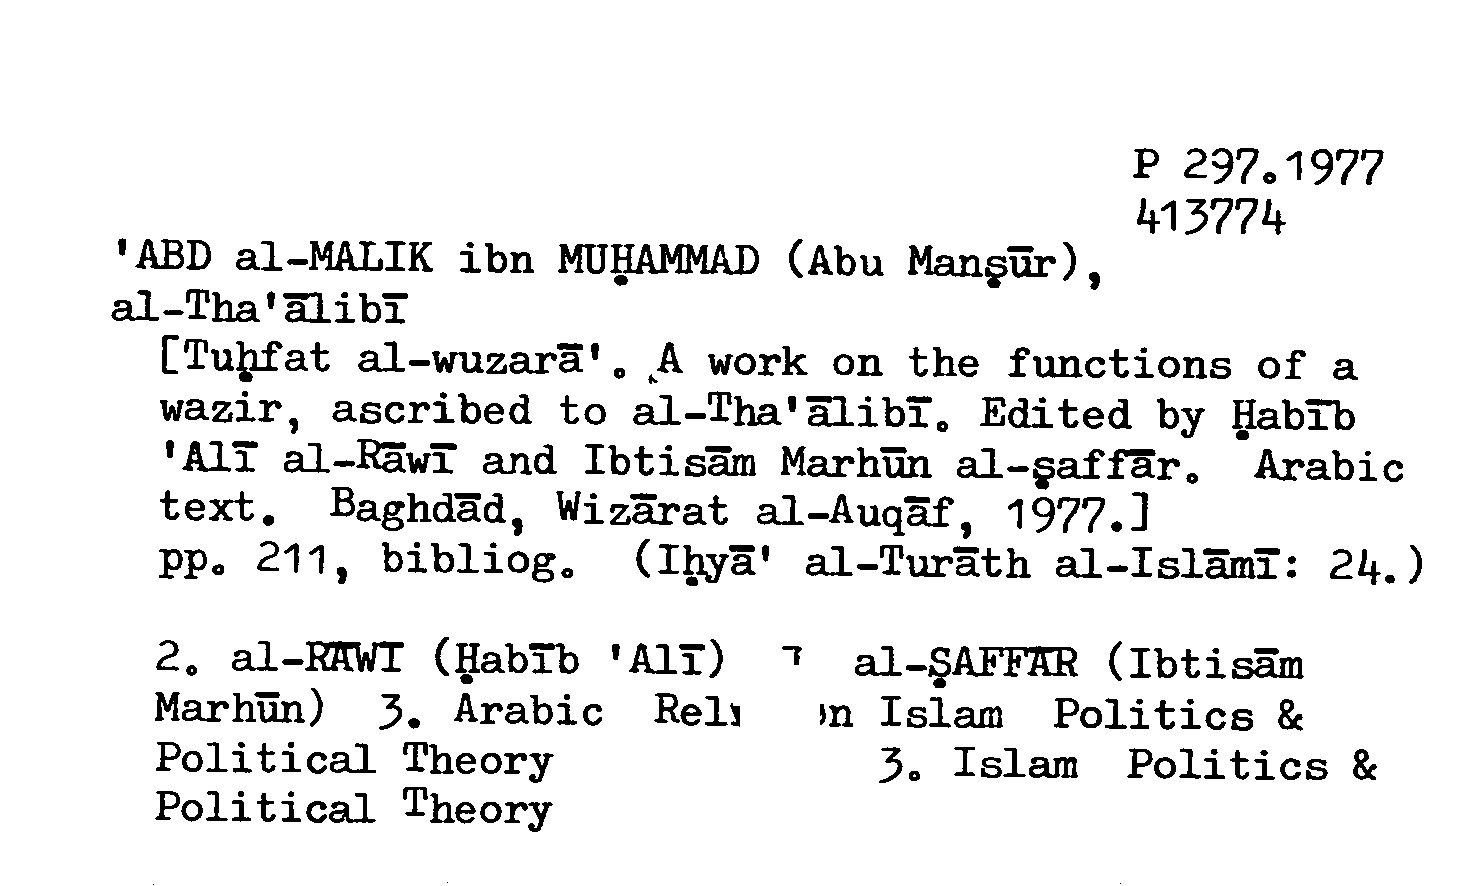 P 297.1977
413774
'ABD al-MALIK ibn MUḤAMMAD (Abu Manṣūr),
al-Tha'ālibī
[Tuḥfat al-wuzarā'. A work on the functions of a
wazir, ascribed to al-Tha'ālibī. Edited by Ḥabīb
'Alī al-Rāwī and Ibtisām Marhūn al-ṣaffār. Arabic
text. Baghdād, Wizārat al-Auqāf, 1977.]
pp. 211, bibliog. (Iḥyā' al-Turāth al-Islāmī: 24.)
2. al-RĀWĪ (Ḥabīb 'Alī) al-ṢAFFĀR (Ibtisām
Marhūn) 3. Arabic Islam Politics &
Political Theory 3. Islam Politics &
Political Theory